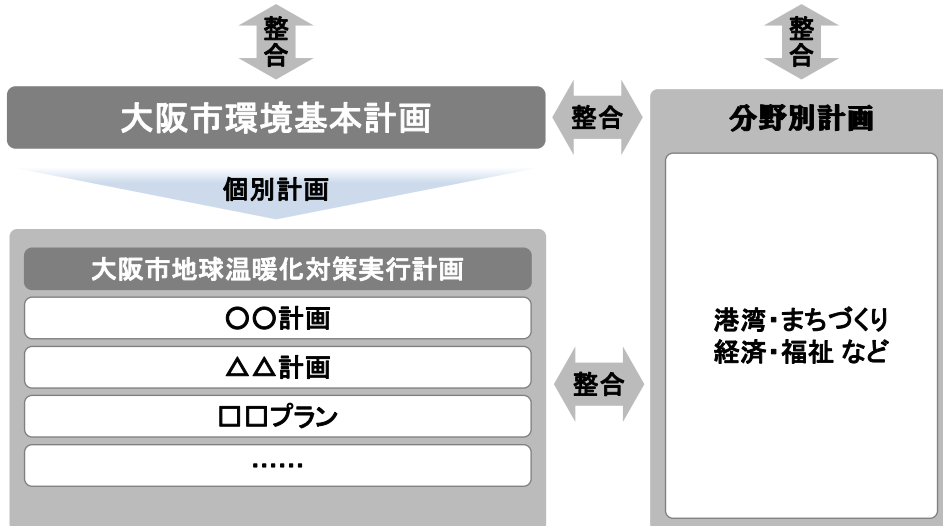 整合
整合
大阪市環境基本計画
整合
分野別計画
個別計画
大阪市地球温暖化対策実行計画
〇〇計画
△△計画
□□プラン
……
整合
港湾・まちづくり
経済・福祉 など